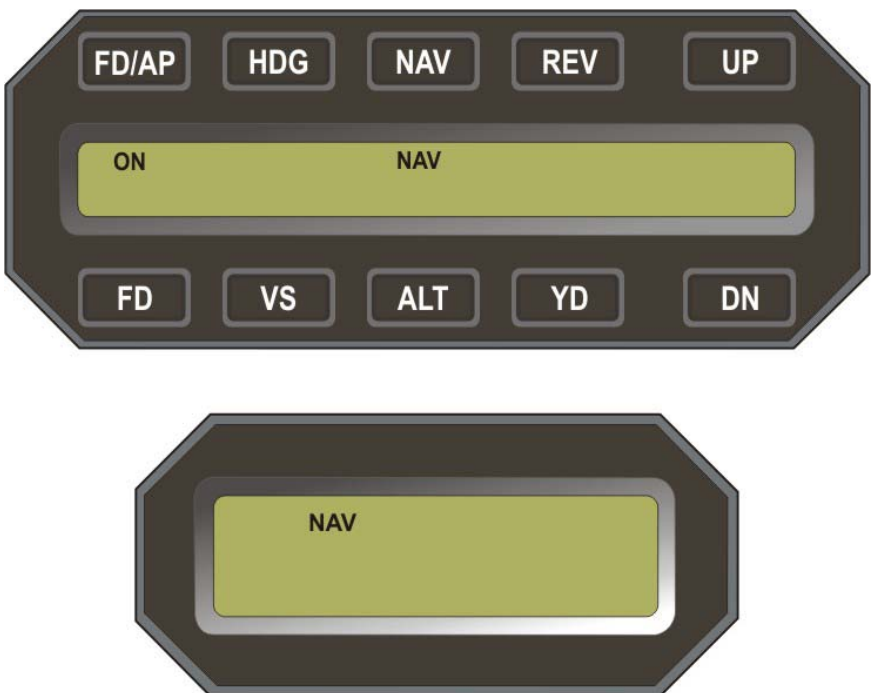 FD/AP HDG NAV REV UP
ON NAV
FD VS ALT YD DN
NAV